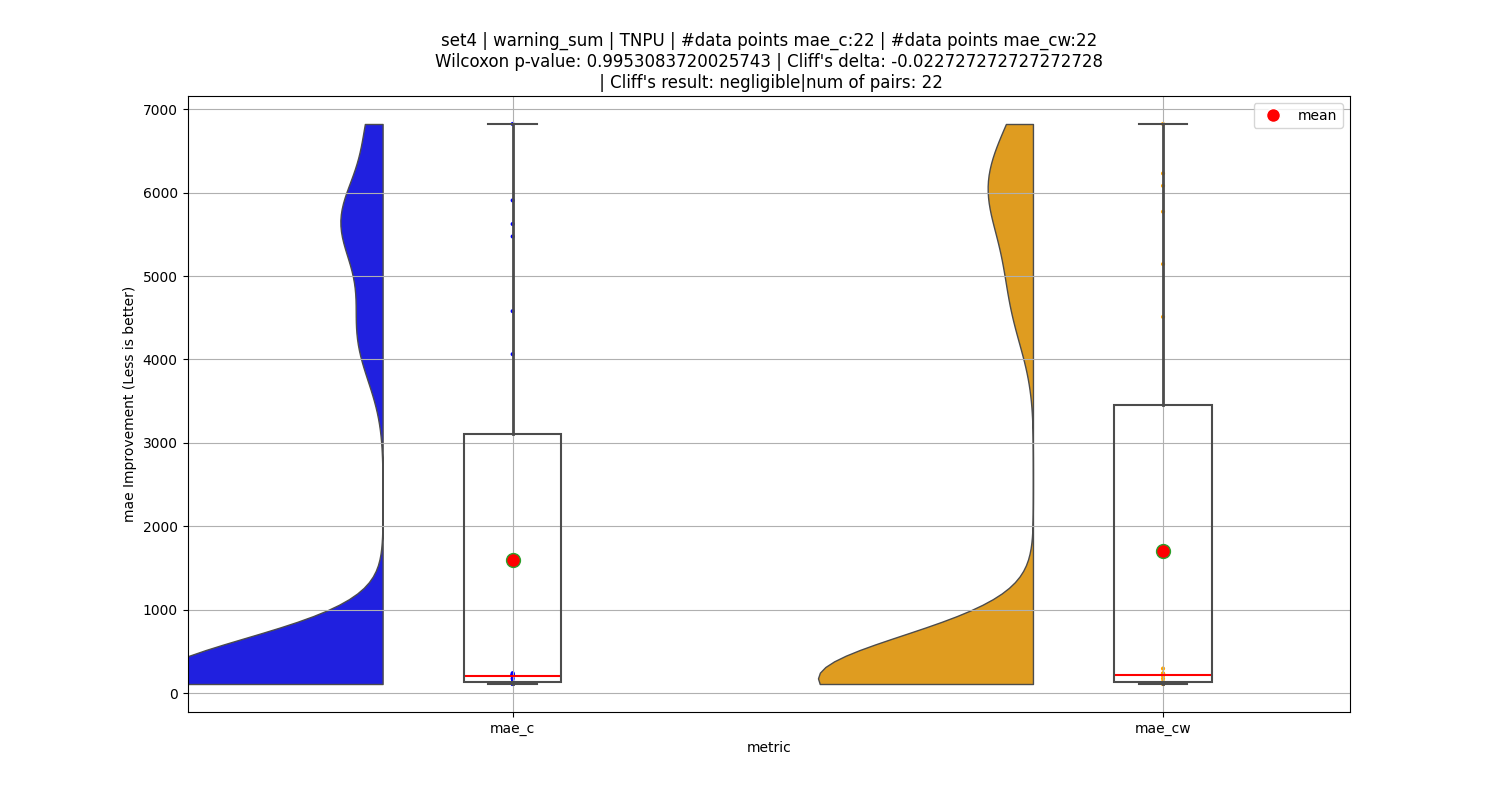 set4 | warning_sum | TNPU | #data points mae_c:22 | #data points mae_cw:22
Wilcoxon p-value: 0.9953083720025743 | Cliff's delta: -0.022727272727272728
| Cliff's result: negligible|num of pairs: 22
mean
mae Improvement (Less is better)
7000
6000
5000
4000
3000
2000
1000
0
mae_c
mae_cw
metric